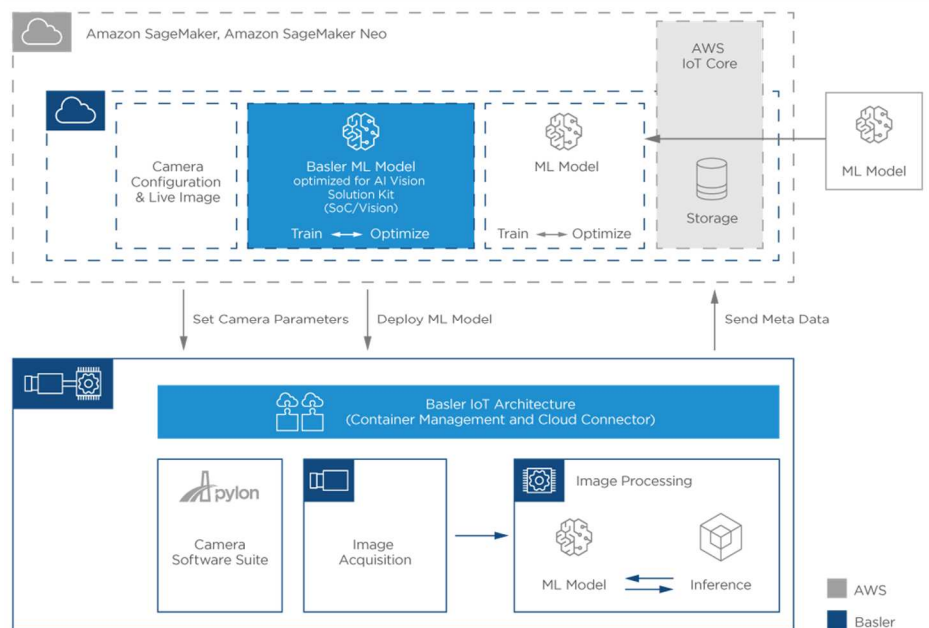 Amazon SageMaker, Amazon SageMaker Neo
AWS
IoT Core
Storage
Camera
Configuration
& Live Image
Basler ML Model
optimized for AI Vision
Solution Kit
(SoC/Vision)
Train Optimize
ML Model
Train Optimize
ML Model
Set Camera Parameters
Deploy ML Model
Send Meta Data
Basler IoT Architecture
(Container Management and Cloud Connector)
pylon
Camera
Software Suite
Image
Acquisition
Image Processing
ML Model
Inference
AWS
Basler